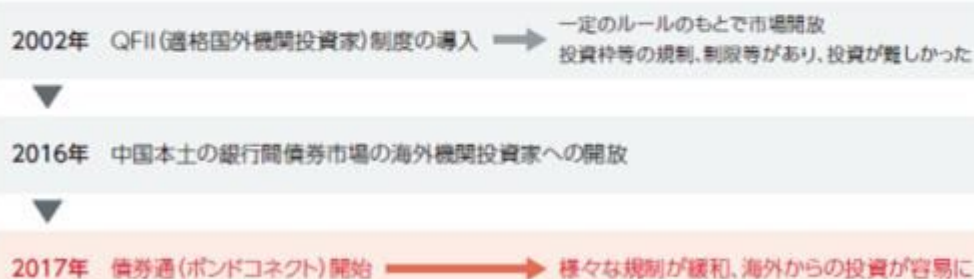 2002年 QFII(適格国外機関投資家)制度の導入
一定のルールのもとで市場開放
投資枠等の規制、制限等があり、投資が難しかった
2016年 中国本土の銀行間債券市場の海外機関投資家への開放
2017年 債券通(ボンドコネクト)開始
様々な規制が緩和、海外からの投資が容易に